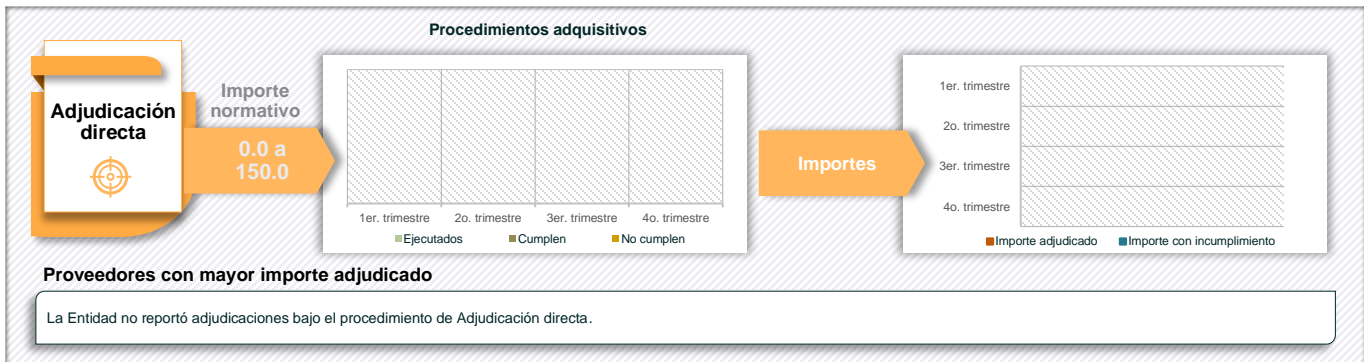 Procedimientos adquisitivos
Adjudicación
directa
Importe
normativo
0.0 a
150.0
1er. trimestre
2o. trimestre
3er. trimestre
4o. trimestre
Ejecutados
Cumplen
No cumplen
Importes
1er. trimestre
2o. trimestre
3er. trimestre
4o. trimestre
Importe adjudicado
Importe con incumplimiento
Proveedores con mayor importe adjudicado
La Entidad no reportó adjudicaciones bajo el procedimiento de Adjudicación directa.